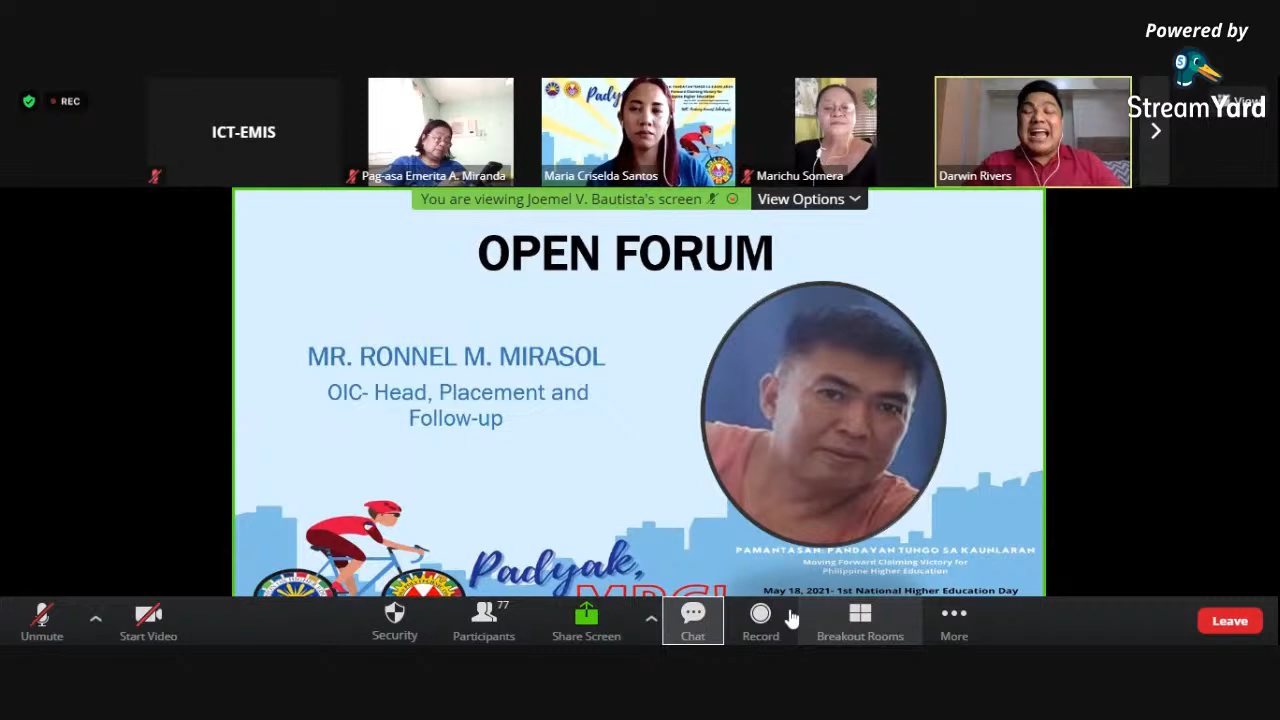 Powered by
StreamYard
REC
View
ICT-EMIS
Pag-asa Emerita A. Miranda
Maria Criselda Santos
Marichu Somera
Darwin Rivers
You are viewing Joemel V. Bautista's screen
View Options
OPEN FORUM
MR. RONNEL M. MIRASOL
OIC- Head, Placement and
Follow-up
Padyak,
PAMANTASAN: PANDAYAN TUNGO SA KAUNLARAN
Moving Forward Claiming Victory for
Philippine Higher Education
May 18, 2021- 1st National Higher Education Day
Unmute
Start Video
Security
Participants
77
Share Screen
Chat
Record
Breakout Rooms
More
Leave